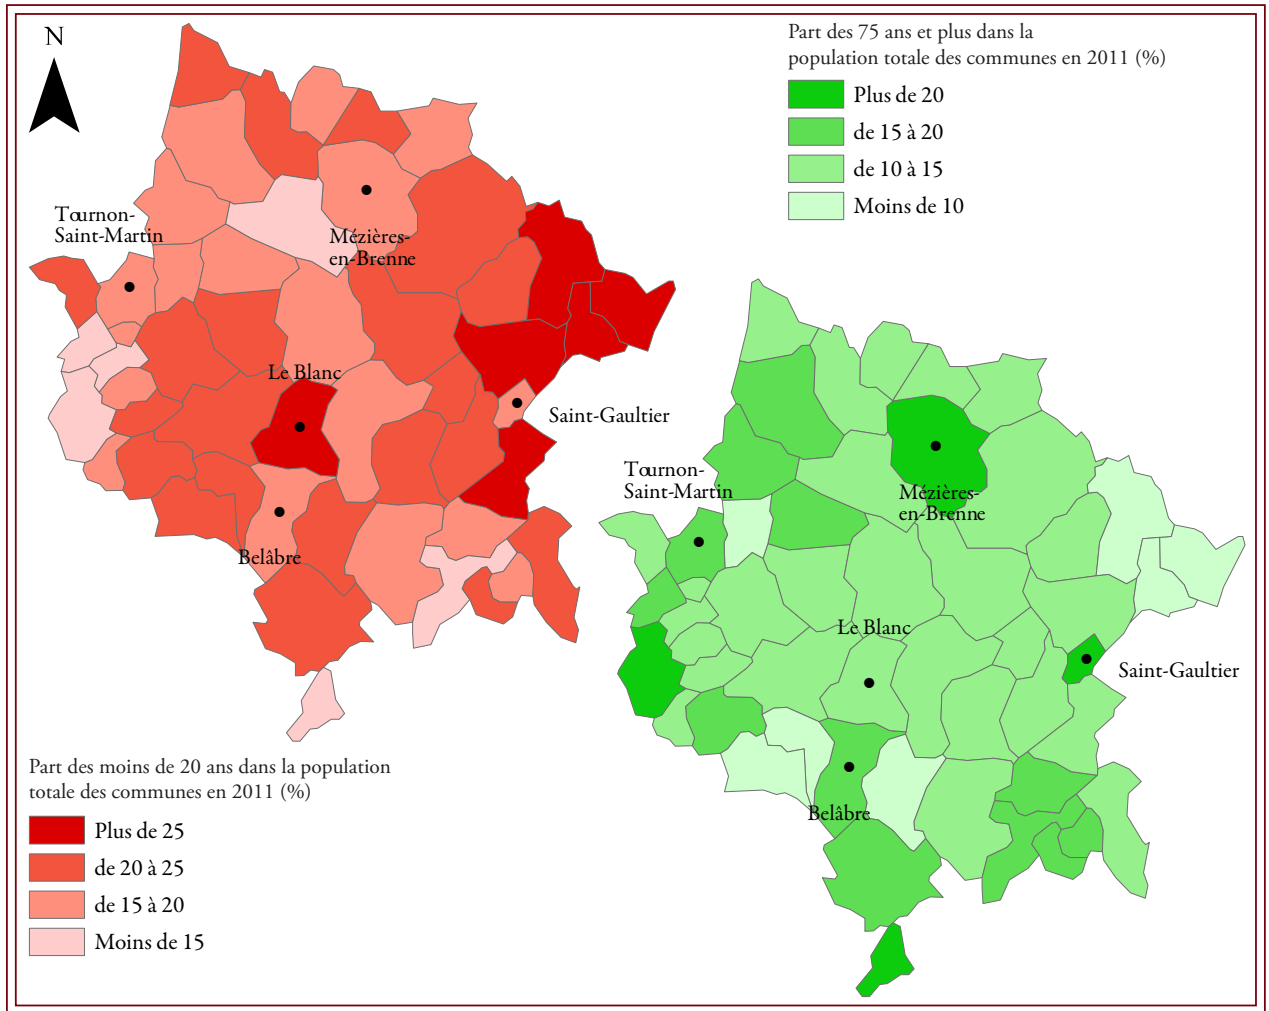 N
Part des 75 ans et plus dans la
population totale des communes en 2011 (%)
Plus de 20
de 15 à 20
de 10 à 15
Moins de 10
Tournon-
Saint-Martin
Mézières-
en-Brenne
Le Blanc
Saint-Gaultier
Belâbre
Tournon-
Saint-Martin
Mézières-
en-Brenne
Le Blanc
Saint-Gaultier
Belâbre
Part des moins de 20 ans dans la population
totale des communes en 2011 (%)
Plus de 25
de 20 à 25
de 15 à 20
Moins de 15